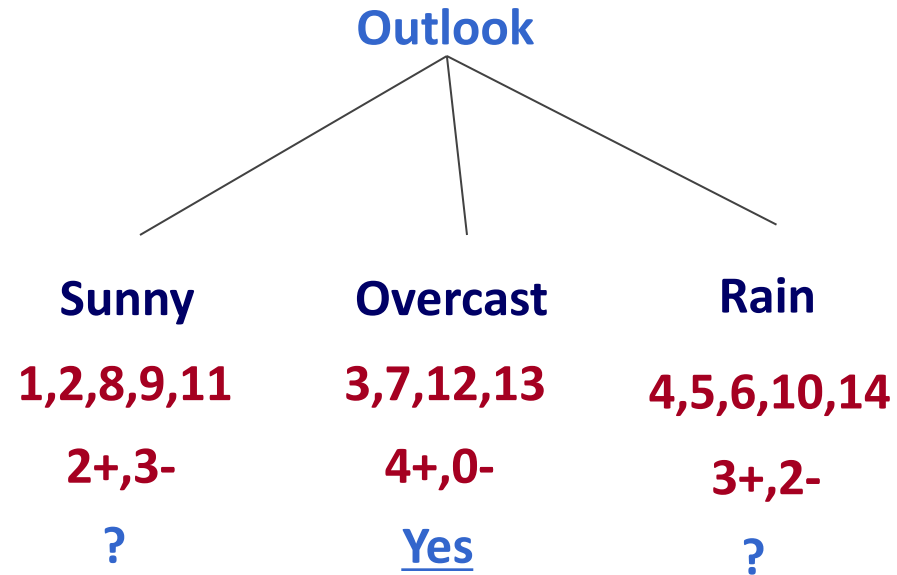 Outlook
Sunny
Overcast
Rain
1,2,8,9,11
3,7,12,13
4,5,6,10,14
2+,3-
4+,0-
3+,2-
?
Yes
?